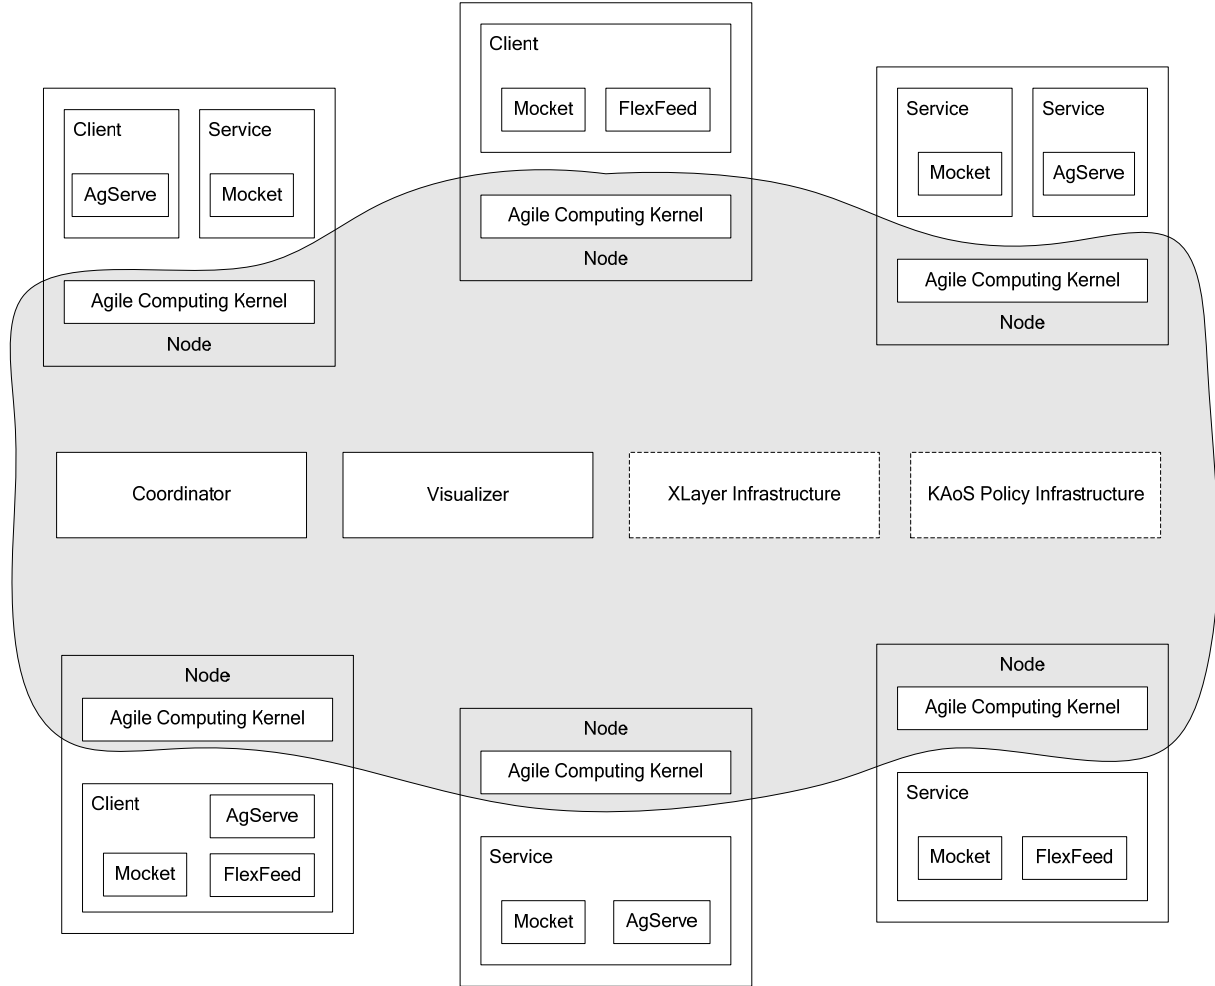 Client
Mocket
FlexFeed
Agile Computing Kernel
Node
Client
AgServe
Service
Mocket
Agile Computing Kernel
Node
Service
Mocket
Service
AgServe
Agile Computing Kernel
Node
Coordinator
Visualizer
XLayer Infrastructure
KAoS Policy Infrastructure
Node
Agile Computing Kernel
Client
AgServe
Mocket
FlexFeed
Node
Agile Computing Kernel
Service
Mocket
AgServe
Node
Agile Computing Kernel
Service
Mocket
FlexFeed